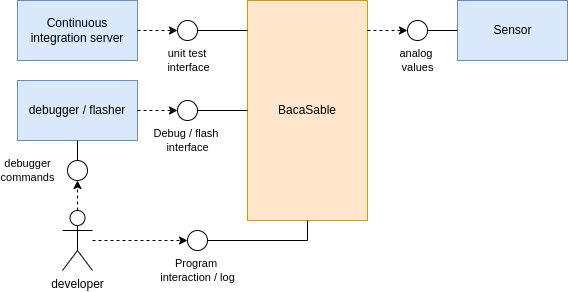 Continuous
integration server
unit test
interface
BacaSable
analog
values
Sensor
debugger / flasher
Debug / flash
interface
debugger
commands
developer
Program
interaction / log